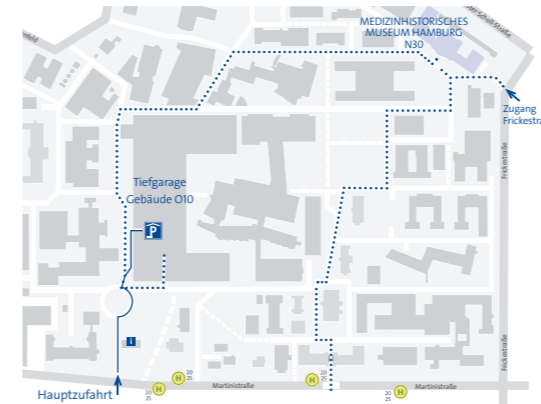 MEDIZINHISTORISCHES
MUSEUM HAMBURG
N30
Zugang
Frickestra
Frickestraße
Tiefgarage
Gebäude O10
P
i
Frickestraße
Hauptzufahrt
H
20
25
H
20
25
Martinistraße
H
20
25
H
20
25
Martinistraße